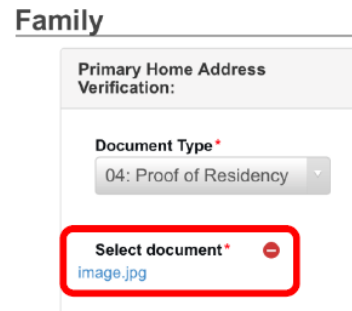 Family
Primary Home Address
Verification:
Document Type*
04: Proof of Residency
Select document*
image.jpg